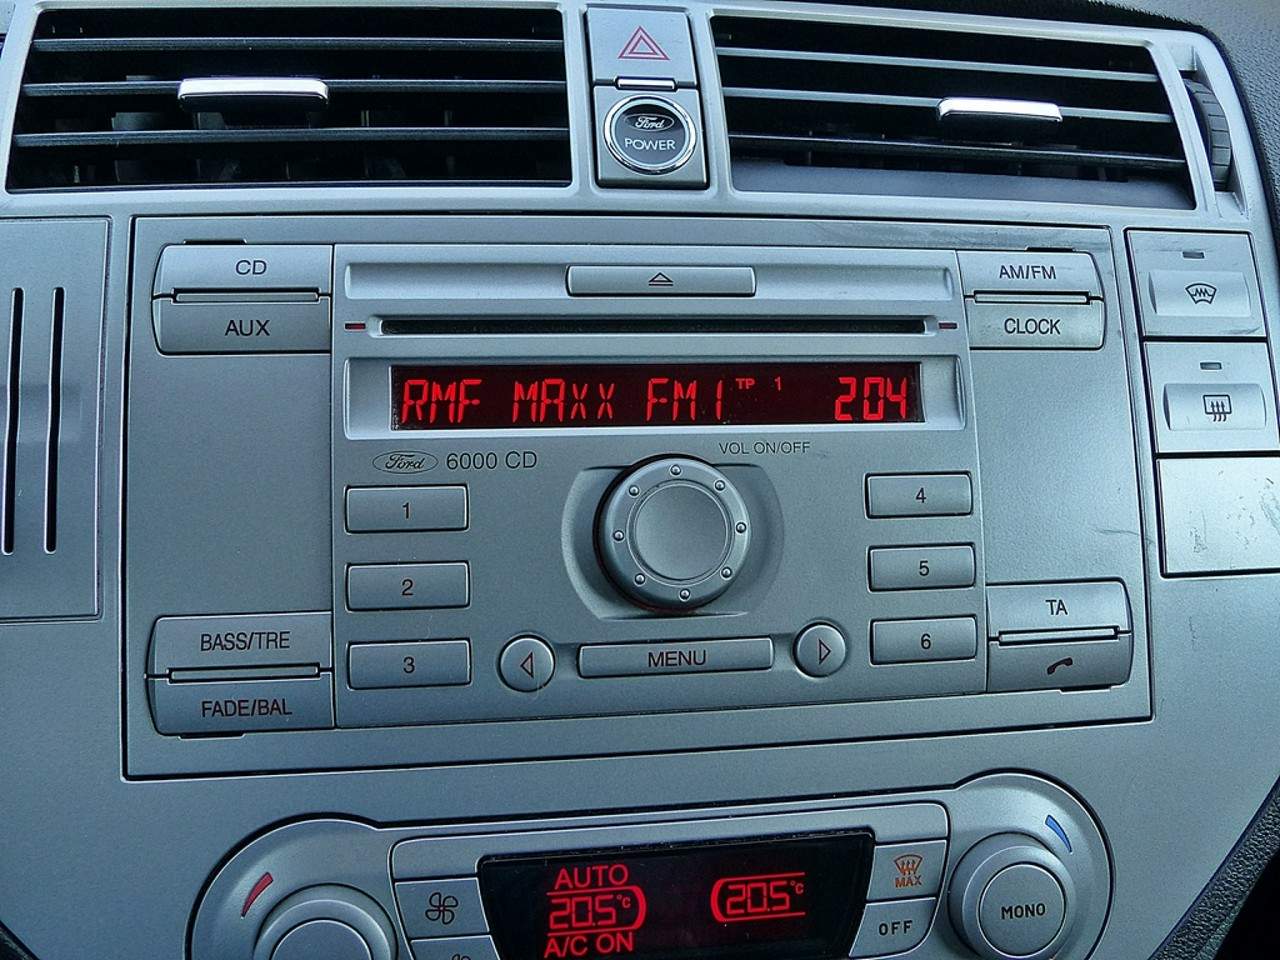 Ford
POWER
CD
AUX
AM/FM
CLOCK
RMF MAXX FM1 TP 1 204
Ford 6000 CD
VOL ON/OFF
1
2
3
4
5
6
BASS/TRE
FADE/BAL
MENU
TA
AUTO
20.5°C
A/C ON
20.5°C
MAX
OFF
MONO